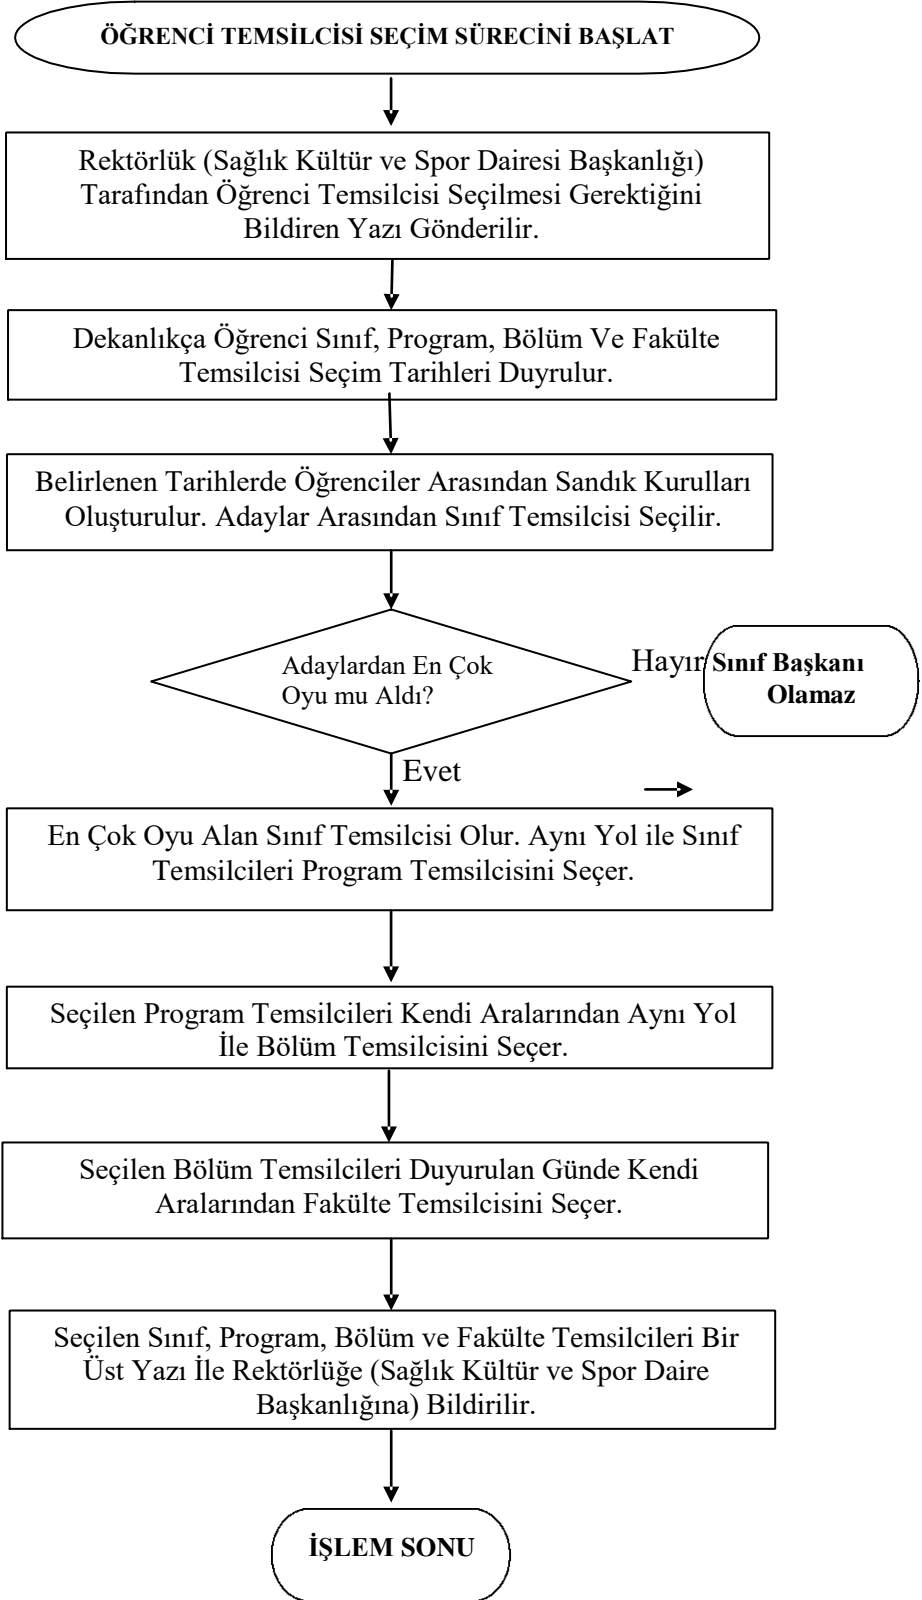 ÖĞRENCİ TEMSİLCİSİ SEÇİM SÜRECİNİ BAŞLAT
Rektörlük (Sağlık Kültür ve Spor Dairesi Başkanlığı)
Tarafından Öğrenci Temsilcisi Seçilmesi Gerektiğini
Bildiren Yazı Gönderilir.
Dekanlıkça Öğrenci Sınıf, Program, Bölüm Ve Fakülte
Temsilcisi Seçim Tarihleri Duyrulur.
Belirlenen Tarihlerde Öğrenciler Arasından Sandık Kurulları
Oluşturulur. Adaylar Arasından Sınıf Temsilcisi Seçilir.
Adaylardan En Çok
Oyu mu Aldı?
Hayır
Sınıf Başkanı
Olamaz
Evet
En Çok Oyu Alan Sınıf Temsilcisi Olur. Aynı Yol ile Sınıf
Temsilcileri Program Temsilcisini Seçer.
Seçilen Program Temsilcileri Kendi Aralarından Aynı Yol
İle Bölüm Temsilcisini Seçer.
Seçilen Bölüm Temsilcileri Duyurulan Günde Kendi
Aralarından Fakülte Temsilcisini Seçer.
Seçilen Sınıf, Program, Bölüm ve Fakülte Temsilcileri Bir
Üst Yazı İle Rektörlüğe (Sağlık Kültür ve Spor Daire
Başkanlığına) Bildirilir.
İŞLEM SONU